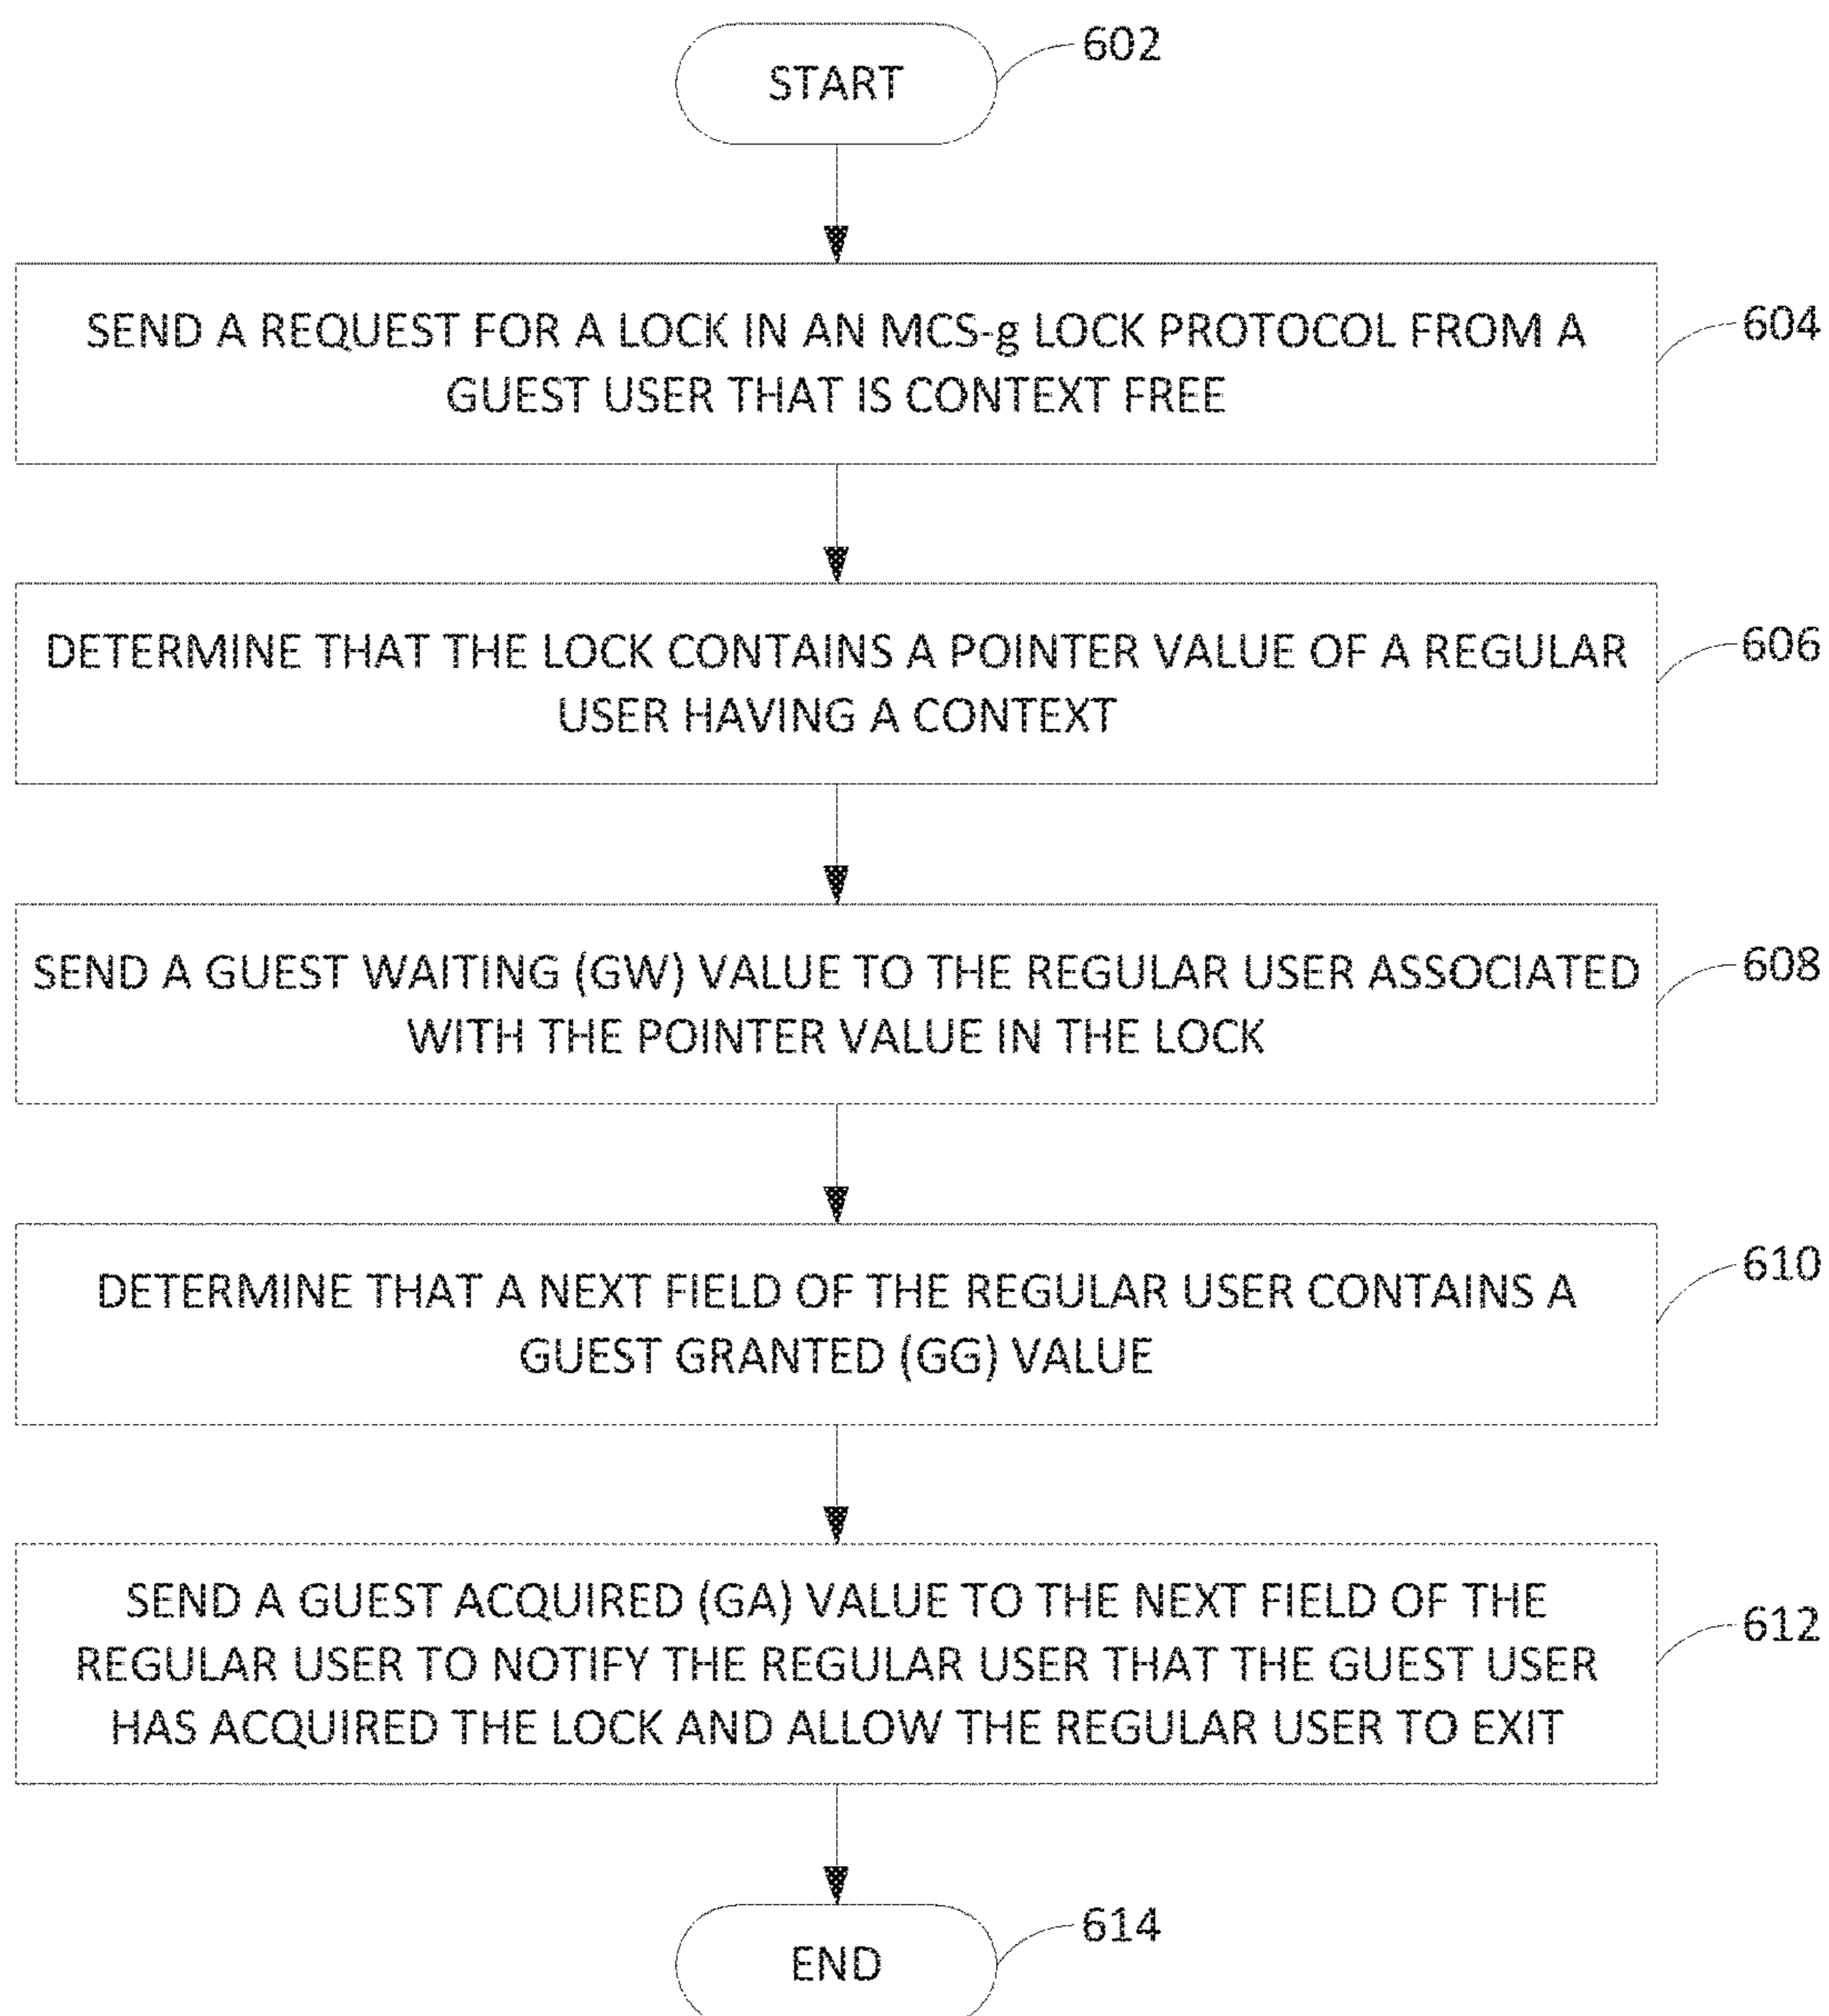 START
602
SEND A REQUEST FOR A LOCK IN AN MCS-g LOCK PROTOCOL FROM A
GUEST USER THAT IS CONTEXT FREE
604
DETERMINE THAT THE LOCK CONTAINS A POINTER VALUE OF A REGULAR
USER HAVING A CONTEXT
606
SEND A GUEST WAITING (GW) VALUE TO THE REGULAR USER ASSOCIATED
WITH THE POINTER VALUE IN THE LOCK
608
DETERMINE THAT A NEXT FIELD OF THE REGULAR USER CONTAINS A
GUEST GRANTED (GG) VALUE
610
SEND A GUEST ACQUIRED (GA) VALUE TO THE NEXT FIELD OF THE
REGULAR USER TO NOTIFY THE REGULAR USER THAT THE GUEST USER
HAS ACQUIRED THE LOCK AND ALLOW THE REGULAR USER TO EXIT
612
END
614